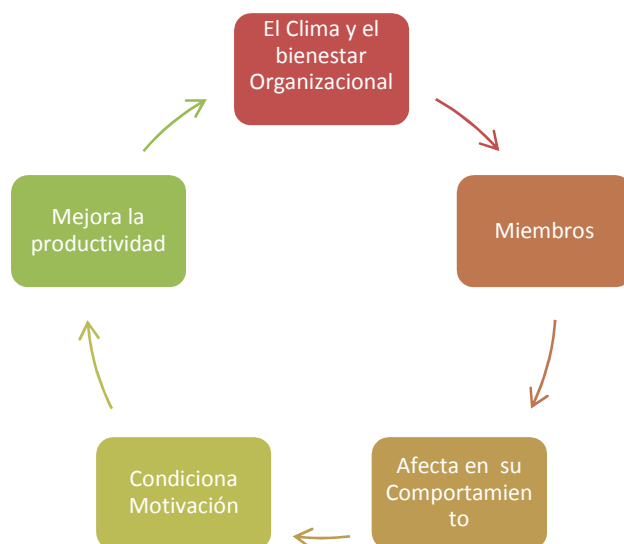 El Clima y el
bienestar
Organizacional
Miembros
Afecta en su
Comportamien
to
Condiciona
Motivación
Mejora la
productividad